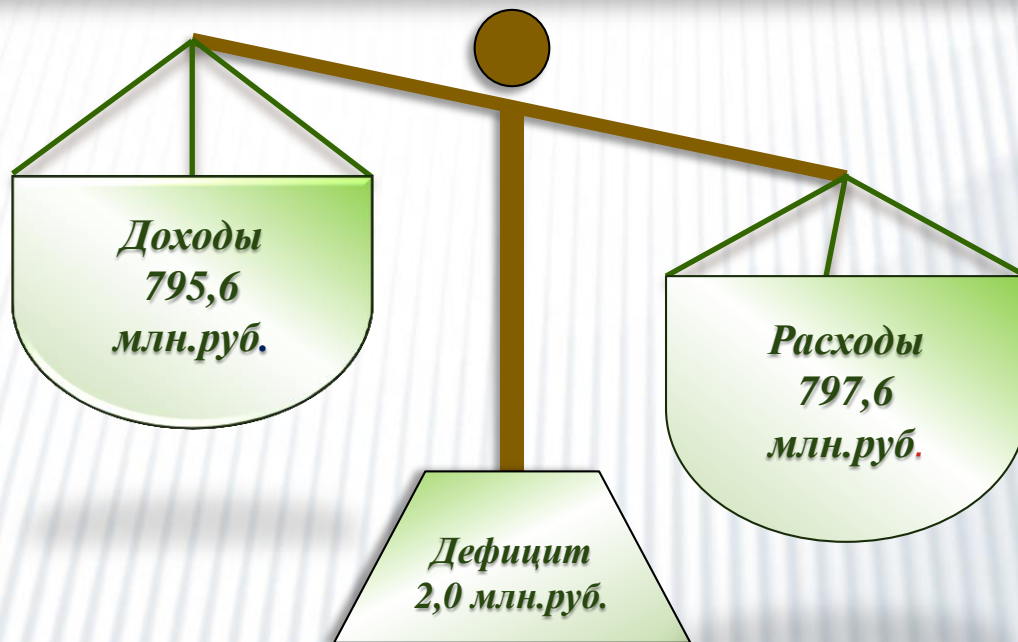 Доходы
795,6
млн.руб.
Расходы
797,6
млн.руб.
Дефицит
2,0 млн.руб.